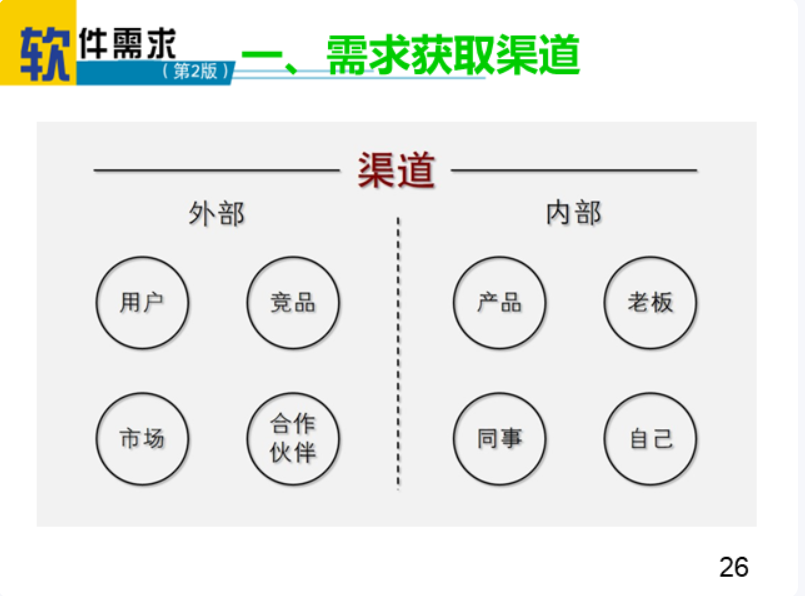 软件需求
（第2版）
一、需求获取渠道
渠道
外部
内部
用户
竞品
产品
老板
市场
合作
伙伴
同事
自己
26